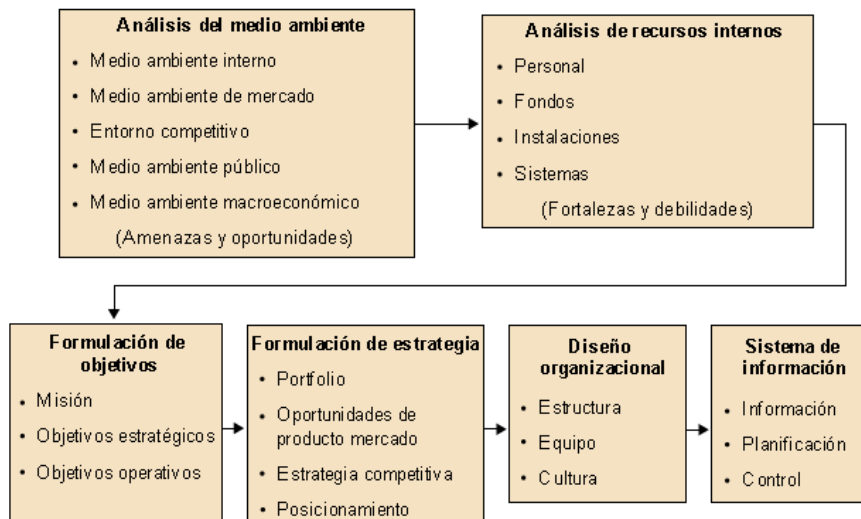 Análisis del medio ambiente
• Medio ambiente interno
• Medio ambiente de mercado
• Entorno competitivo
• Medio ambiente público
• Medio ambiente macroeconómico
(Amenazas y oportunidades)
Análisis de recursos internos
• Personal
• Fondos
• Instalaciones
• Sistemas
(Fortalezas y debilidades)
Formulación de
objetivos
• Misión
• Objetivos estratégicos
• Objetivos operativos
Formulación de estrategia
• Portfolio
• Oportunidades de
producto mercado
• Estrategia competitiva
• Posicionamiento
Diseño
organizacional
• Estructura
• Equipo
• Cultura
Sistema de
información
• Información
• Planificación
• Control